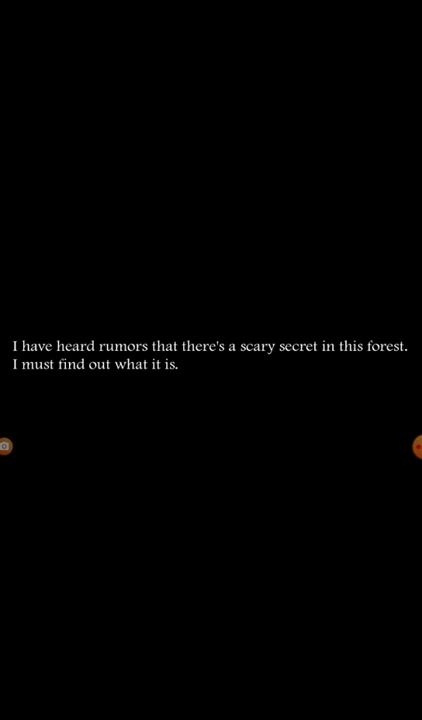 I have heard rumors that there's a scary secret in this forest.
I must find out what it is.